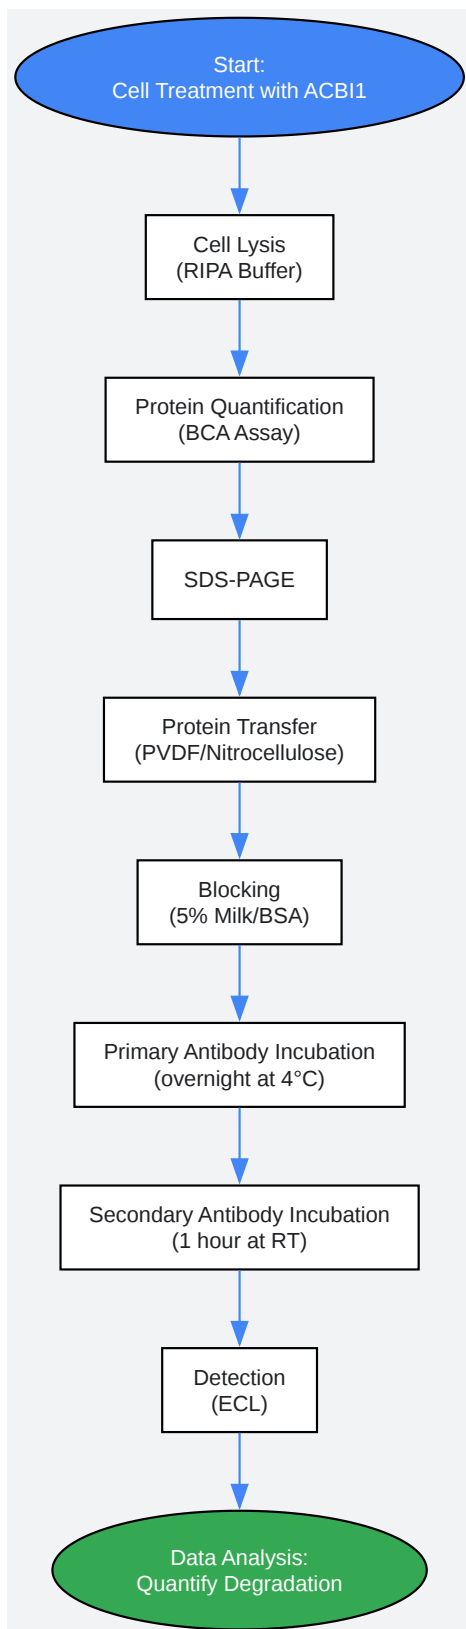 Start:
Cell Treatment with ACBI1
Cell Lysis
(RIPA Buffer)
Protein Quantification
(BCA Assay)
SDS-PAGE
Protein Transfer
(PVDF/Nitrocellulose)
Blocking
(5% Milk/BSA)
Primary Antibody Incubation
(overnight at 4°C)
Secondary Antibody Incubation
(1 hour at RT)
Detection
(ECL)
Data Analysis:
Quantify Degradation